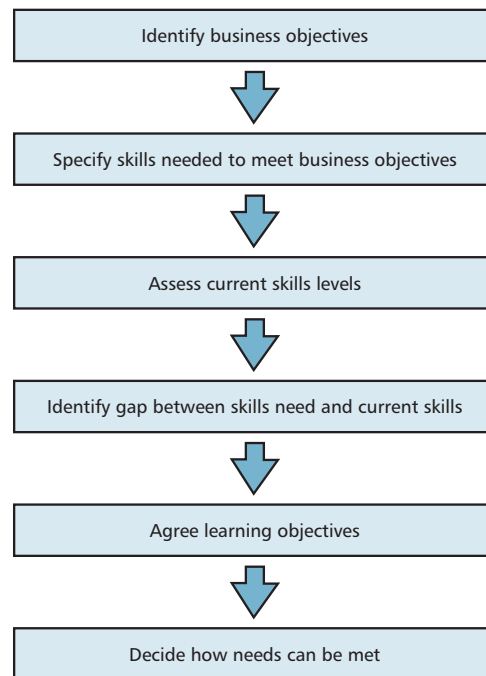 Identify business objectives
Specify skills needed to meet business objectives
Assess current skills levels
Identify gap between skills need and current skills
Agree learning objectives
Decide how needs can be met